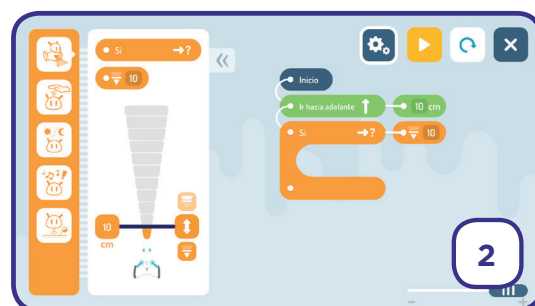 Si →?
10
10
cm
Inicio
Ir hacia adelante ↑ 10 cm
Si →? 10
2
- +